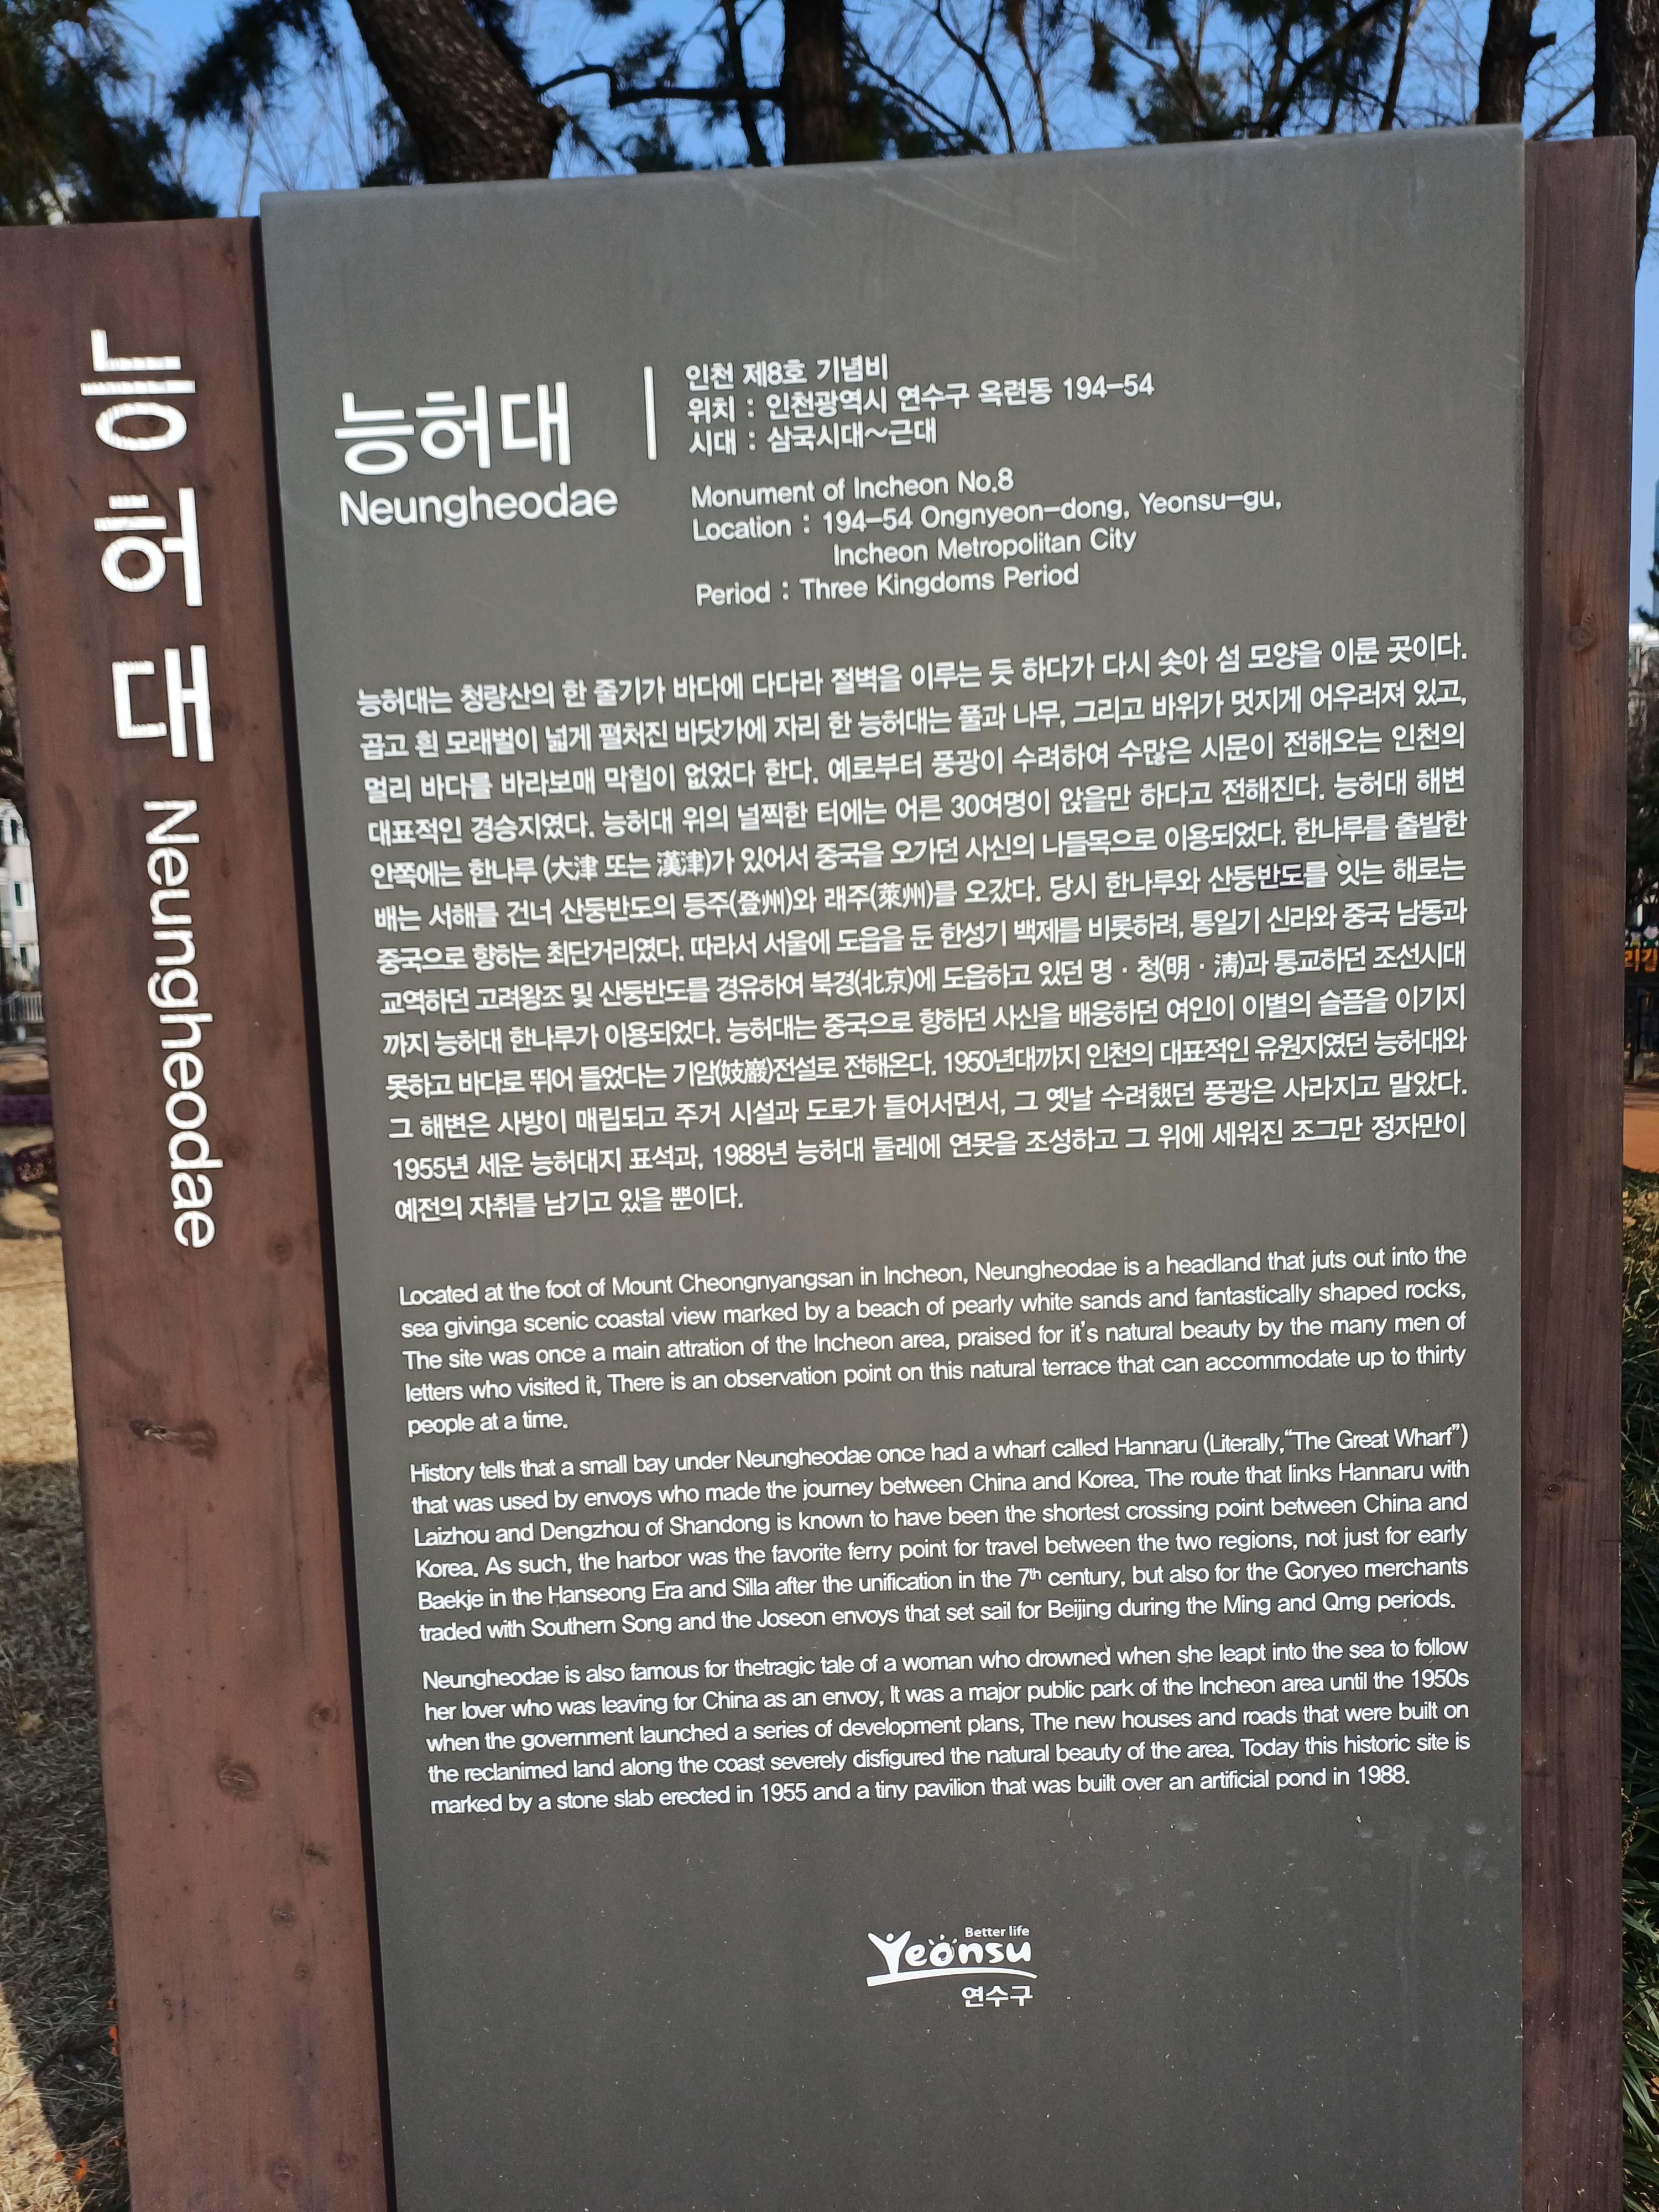 능허대
Neungheodae
능허대
Neungheodae
인천 제8호 기념비
위치 : 인천광역시 연수구 옥련동 194-54
시대 : 삼국시대~근대
Monument of Incheon No.8
Location : 194-54 Ongnyeon-dong, Yeonsu-gu,
Incheon Metropolitan City
Period : Three Kingdoms Period
능허대는 청량산의 한 줄기가 바다에 다다라 절벽을 이루는 듯 하다가 다시 솟아 섬 모양을 이룬 곳이다.
곱고 흰 모래벌이 넓게 펼처진 바닷가에 자리 한 능허대는 풀과 나무, 그리고 바위가 멋지게 어우러져 있고,
멀리 바다를 바라보매 막힘이 없었다 한다. 예로부터 풍광이 수려하여 수많은 시문이 전해오는 인천의
대표적인 경승지였다. 능허대 위의 널찍한 터에는 어른 30여명이 앉을만 하다고 전해진다. 능허대 해변
안쪽에는 한나루 (大津 또는 漢津)가 있어서 중국을 오가던 사신의 나들목으로 이용되었다. 한나루를 출발한
배는 서해를 건너 산둥반도의 등주(登州)와 래주(萊州)를 오갔다. 당시 한나루와 산둥반도를 잇는 해로는
중국으로 향하는 최단거리였다. 따라서 서울에 도읍을 둔 한성기 백제를 비롯하려, 통일기 신라와 중국 남동과
교역하던 고려왕조 및 산둥반도를 경유하여 북경(北京)에 도읍하고 있던 명 · 청(明 · 淸)과 통교하던 조선시대
까지 능허대 한나루가 이용되었다. 능허대는 중국으로 향하던 사신을 배웅하던 여인이 이별의 슬픔을 이기지
못하고 바다로 뛰어 들었다는 기암(妓巖)전설로 전해온다. 1950년대까지 인천의 대표적인 유원지였던 능허대와
그 해변은 사방이 매립되고 주거 시설과 도로가 들어서면서, 그 옛날 수려했던 풍광은 사라지고 말았다.
1955년 세운 능허대지 표석과, 1988년 능허대 둘레에 연못을 조성하고 그 위에 세워진 조그만 정자만이
예전의 자취를 남기고 있을 뿐이다.
Located at the foot of Mount Cheongnyangsan in Incheon, Neungheodae is a headland that juts out into the
sea givinga scenic coastal view marked by a beach of pearly white sands and fantastically shaped rocks,
The site was once a main attration of the Incheon area, praised for it's natural beauty by the many men of
letters who visited it, There is an observation point on this natural terrace that can accommodate up to thirty
people at a time.
History tells that a small bay under Neungheodae once had a wharf called Hannaru (Literally,"The Great Wharf")
that was used by envoys who made the journey between China and Korea. The route that links Hannaru with
Laizhou and Dengzhou of Shandong is known to have been the shortest crossing point between China and
Korea. As such, the harbor was the favorite ferry point for travel between the two regions, not just for early
Baekje in the Hanseong Era and Silla after the unification in the 7th century, but also for the Goryeo merchants
traded with Southern Song and the Joseon envoys that set sail for Beijing during the Ming and Qmg periods.
Neungheodae is also famous for thetragic tale of a woman who drowned when she leapt into the sea to follow
her lover who was leaving for China as an envoy, It was a major public park of the Incheon area until the 1950s
when the government launched a series of development plans, The new houses and roads that were built on
the reclanimed land along the coast severely disfigured the natural beauty of the area. Today this historic site is
marked by a stone slab erected in 1955 and a tiny pavilion that was built over an artificial pond in 1988.
Better life
Yeonsu
연수구